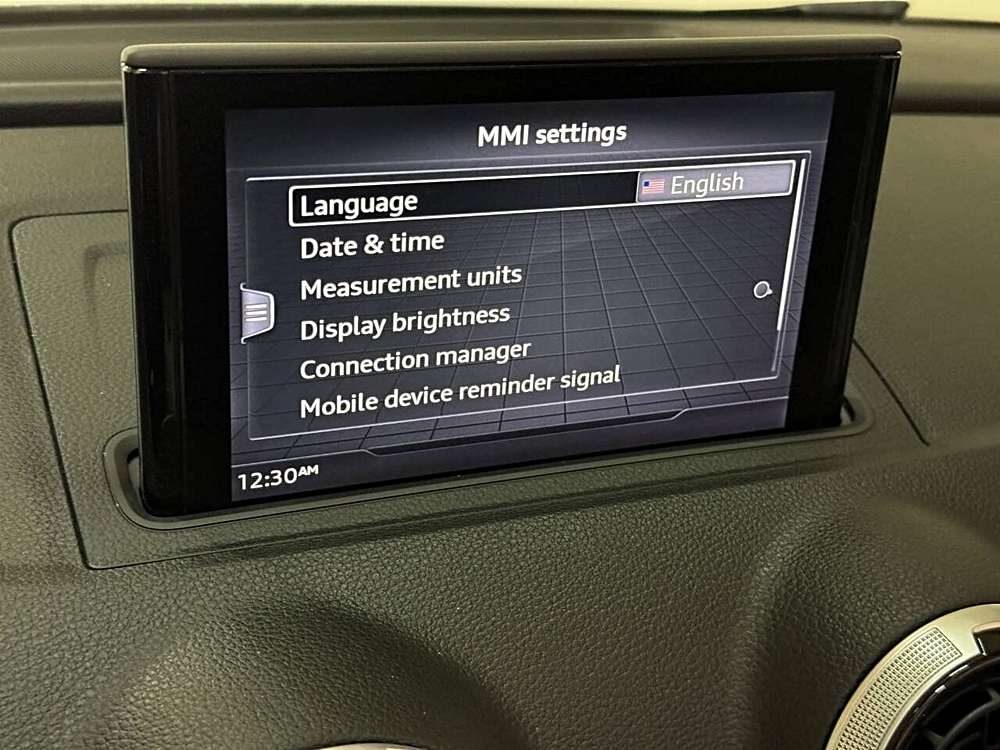 MMI settings
Language English
Date & time
Measurement units
Display brightness
Connection manager
Mobile device reminder signal
12:30AM